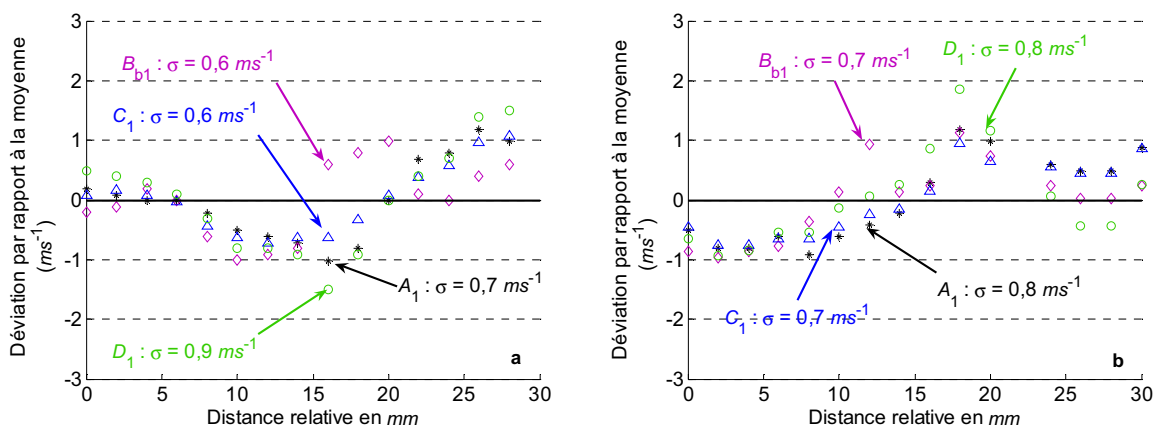 Déviation par rapport à la moyenne
(ms⁻¹)
3
2
1
0
-1
-2
-3
B_b1 : σ = 0,6 ms⁻¹
C_1 : σ = 0,6 ms⁻¹
A_1 : σ = 0,7 ms⁻¹
D_1 : σ = 0,9 ms⁻¹
a
0 5 10 15 20 25 30
Distance relative en mm
Déviation par rapport à la moyenne
(ms⁻¹)
3
2
1
0
-1
-2
-3
D_1 : σ = 0,8 ms⁻¹
B_b1 : σ = 0,7 ms⁻¹
A_1 : σ = 0,8 ms⁻¹
C_1 : σ = 0,7 ms⁻¹
b
0 5 10 15 20 25 30
Distance relative en mm